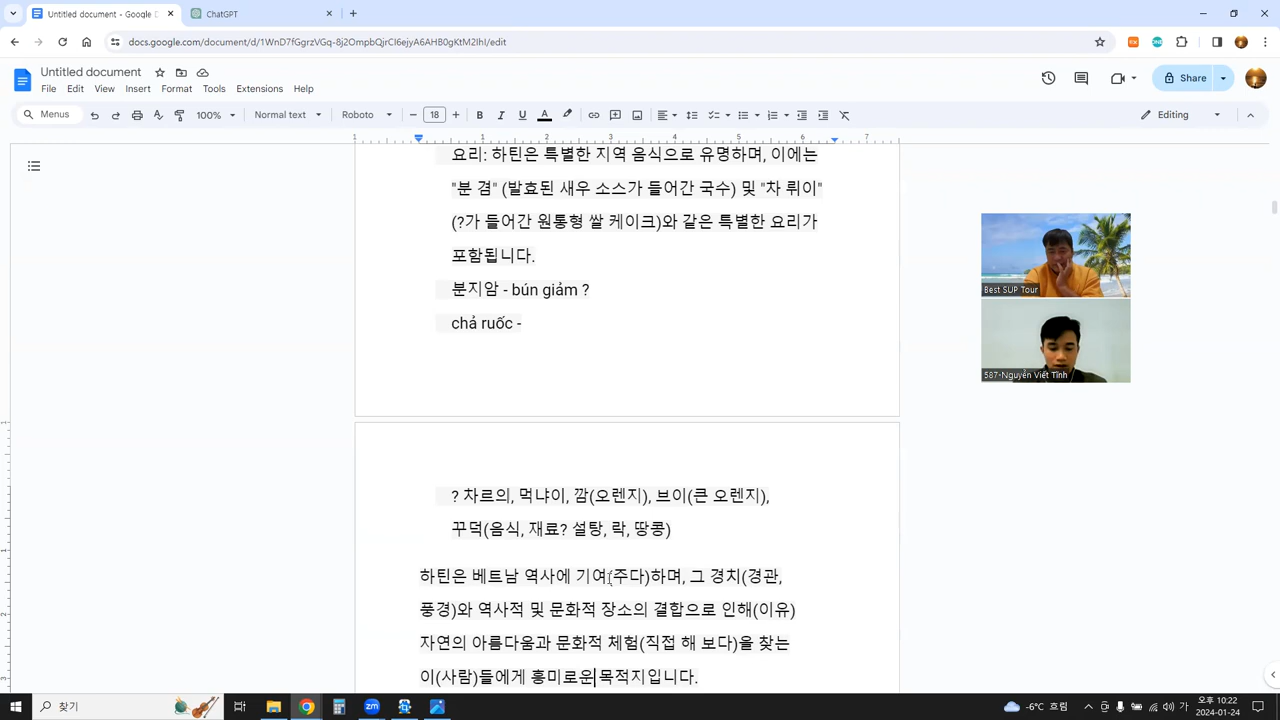 Untitled document - Google D
ChatGPT
docs.google.com/document/d/1WnD7fGgrzVGq-8j2OmpbQjrCI6ejyA6AHB0gKtM2IhI/edit
Untitled document
File Edit View Insert Format Tools Extensions Help
Share
Menus 100% Normal text Roboto 18 Editing
1 1 2 3 4 5 6 7
요리: 하틴은 특별한 지역 음식으로 유명하며, 이에는
"분 겸" (발효된 새우 소스가 들어간 국수) 및 "차 뤼이"
(?가 들어간 원통형 쌀 케이크)와 같은 특별한 요리가
포함됩니다.
분지암 - bún giảm ?
chả ruốc -
? 차르의, 먹냐이, 깜(오렌지), 브이(큰 오렌지),
꾸덕(음식, 재료? 설탕, 락, 땅콩)
하틴은 베트남 역사에 기여(주다)하며, 그 경치(경관,
풍경)와 역사적 및 문화적 장소의 결합으로 인해(이유)
자연의 아름다움과 문화적 체험(직접 해 보다)을 찾는
이(사람)들에게 흥미로운 목적지입니다.
Best SUP Tour
587-Nguyễn Viết Tĩnh
찾기
-6°C 흐림
가
오후 10:22
2024-01-24